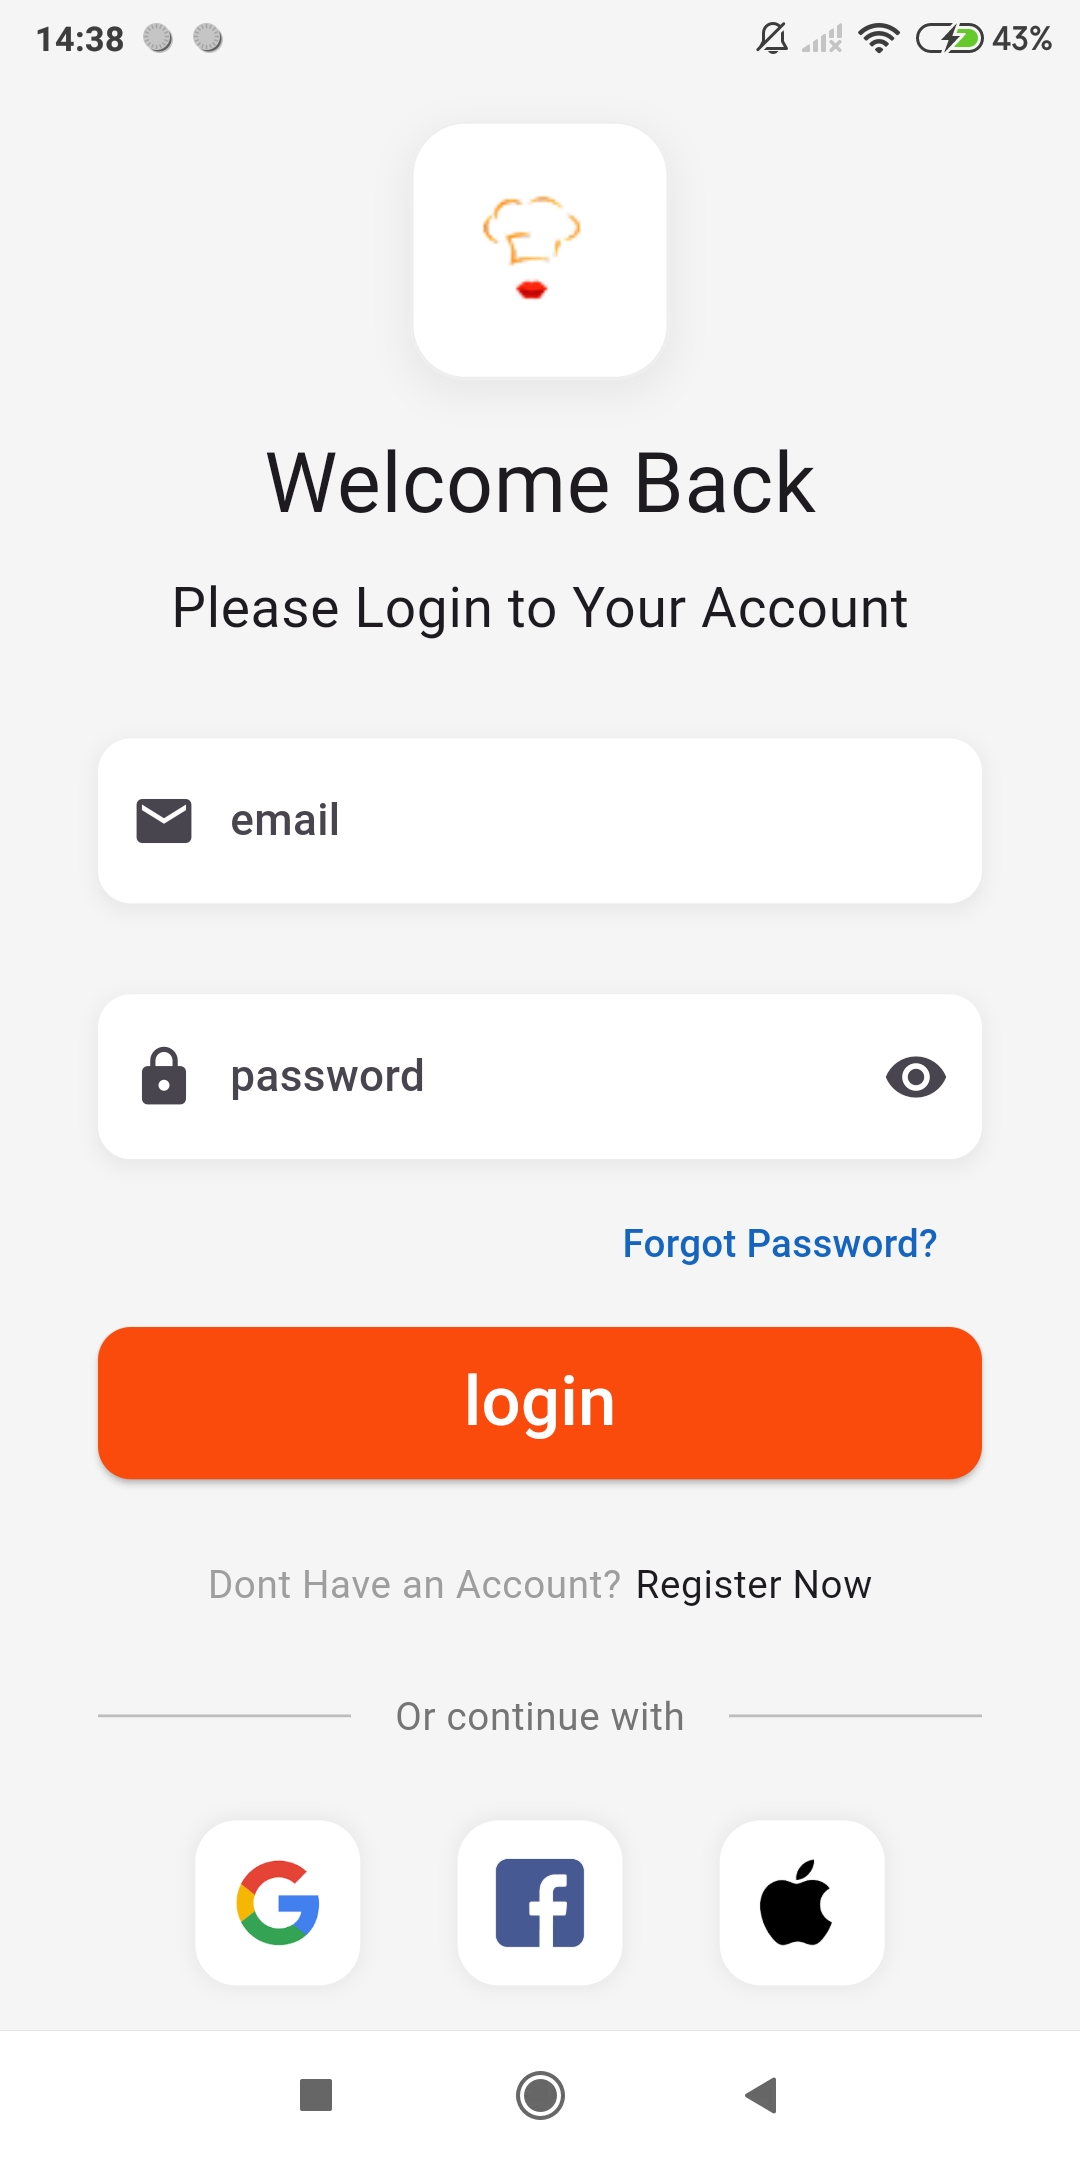 14:38
43%
Welcome Back
Please Login to Your Account
email
password
Forgot Password?
login
Dont Have an Account? Register Now
Or continue with